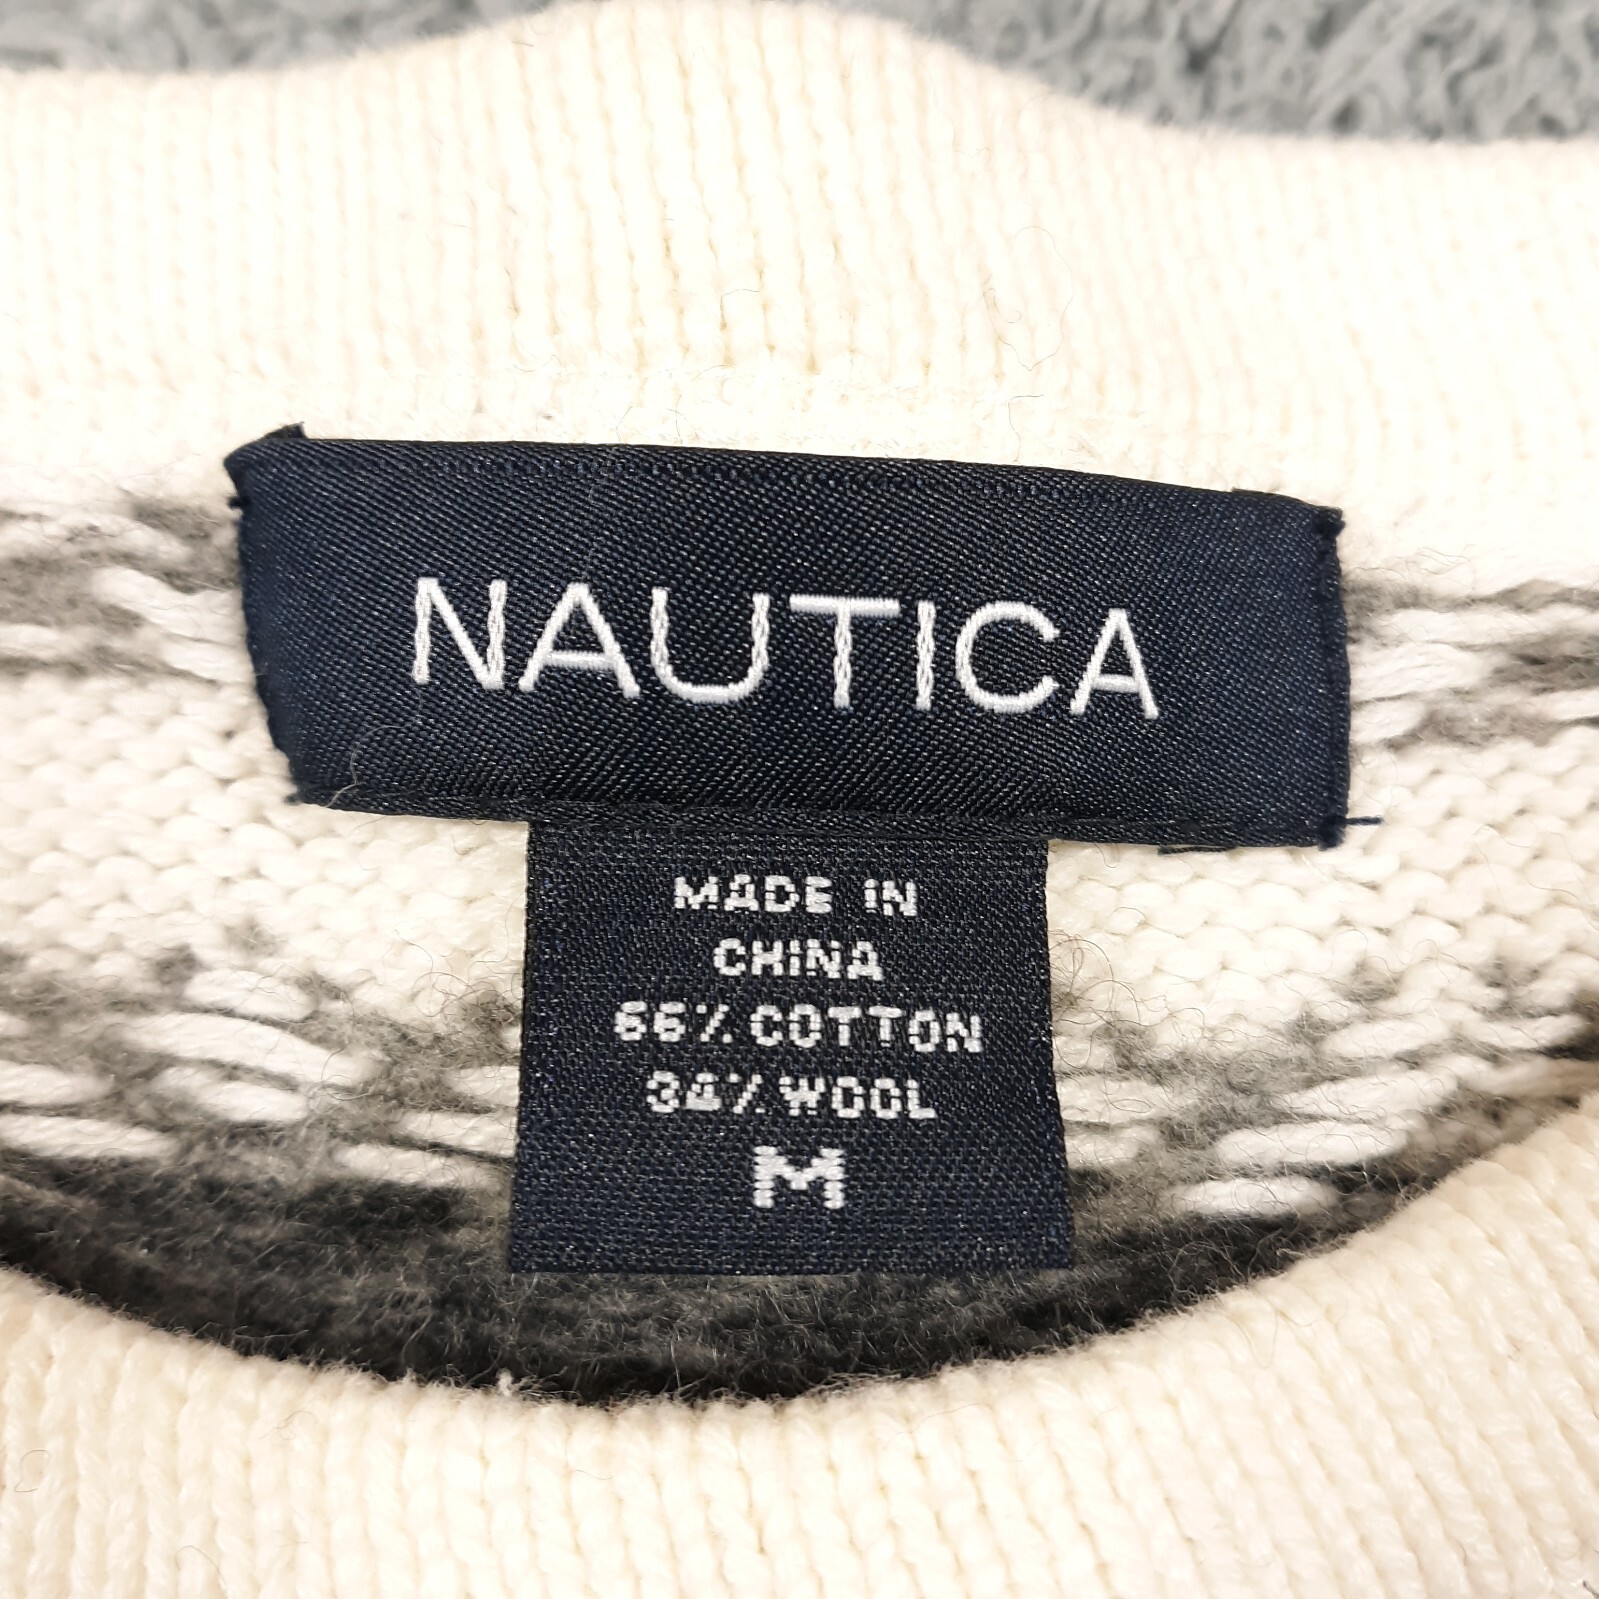 NAUTICA
MADE IN
CHINA
66% COTTON
34% WOOL
M